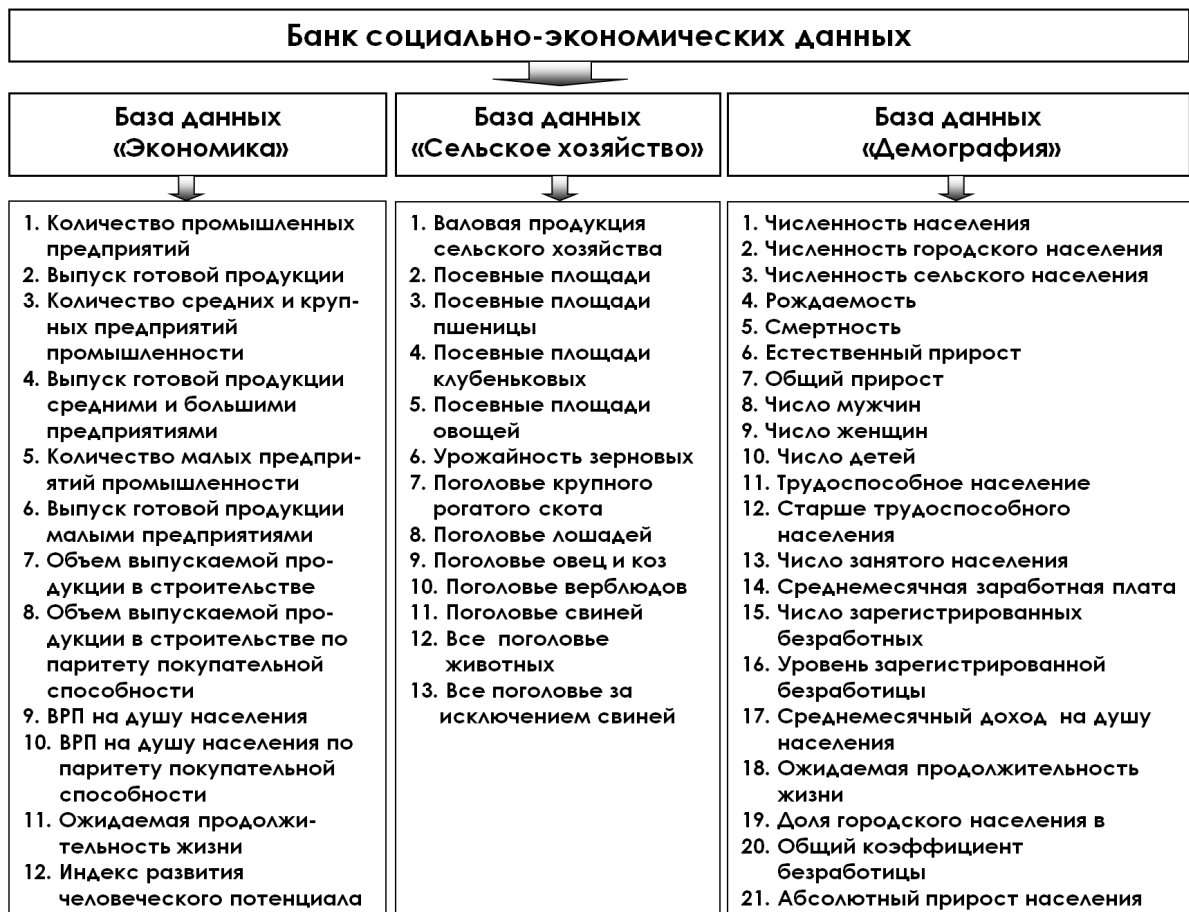 Банк социально-экономических данных
База данных
«Экономика»
1. Количество промышленных
предприятий
2. Выпуск готовой продукции
3. Количество средних и круп-
ных предприятий
промышленности
4. Выпуск готовой продукции
средними и большими
предприятиями
5. Количество малых предпри-
ятий промышленности
6. Выпуск готовой продукции
малыми предприятиями
7. Объем выпускаемой про-
дукции в строительстве
8. Объем выпускаемой про-
дукции в строительстве по
паритету покупательной
способности
9. ВРП на душу населения
10. ВРП на душу населения по
паритету покупательной
способности
11. Ожидаемая продолжи-
тельность жизни
12. Индекс развития
человеческого потенциала
База данных
«Сельское хозяйство»
1. Валовая продукция
сельского хозяйства
2. Посевные площади
3. Посевные площади
пшеницы
4. Посевные площади
клубеньковых
5. Посевные площади
овощей
6. Урожайность зерновых
7. Поголовье крупного
рогатого скота
8. Поголовье лошадей
9. Поголовье овец и коз
10. Поголовье верблюдов
11. Поголовье свиней
12. Все поголовье
животных
13. Все поголовье за
исключением свиней
База данных
«Демография»
1. Численность населения
2. Численность городского населения
3. Численность сельского населения
4. Рождаемость
5. Смертность
6. Естественный прирост
7. Общий прирост
8. Число мужчин
9. Число женщин
10. Число детей
11. Трудоспособное население
12. Старше трудоспособного
населения
13. Число занятого населения
14. Среднемесячная заработная плата
15. Число зарегистрированных
безработных
16. Уровень зарегистрированной
безработицы
17. Среднемесячный доход на душу
населения
18. Ожидаемая продолжительность
жизни
19. Доля городского населения в
20. Общий коэффициент
безработицы
21. Абсолютный прирост населения